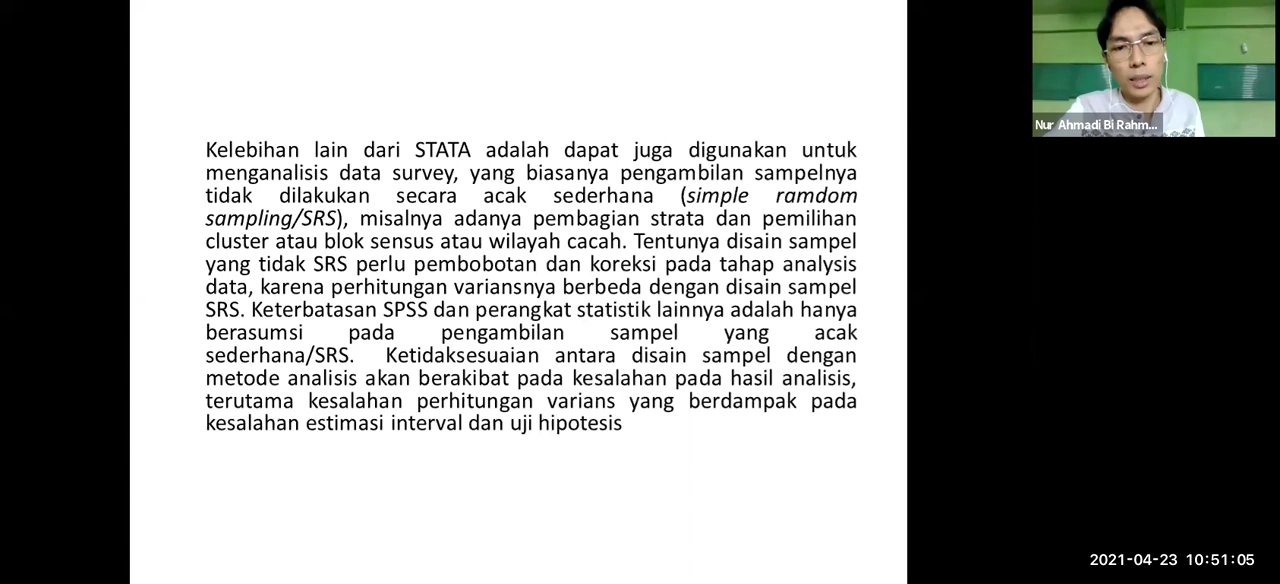 Kelebihan lain dari STATA adalah dapat juga digunakan untuk
menganalisis data survey, yang biasanya pengambilan sampelnya
tidak dilakukan secara acak sederhana (simple ramdom
sampling/SRS), misalnya adanya pembagian strata dan pemilihan
cluster atau blok sensus atau wilayah cacah. Tentunya disain sampel
yang tidak SRS perlu pembobotan dan koreksi pada tahap analysis
data, karena perhitungan variansnya berbeda dengan disain sampel
SRS. Keterbatasan SPSS dan perangkat statistik lainnya adalah hanya
berasumsi pada pengambilan sampel yang acak
sederhana/SRS. Ketidaksesuaian antara disain sampel dengan
metode analisis akan berakibat pada kesalahan pada hasil analisis,
terutama kesalahan perhitungan varians yang berdampak pada
kesalahan estimasi interval dan uji hipotesis
Nur Ahmadi Bi Rahm...
2021-04-23 10:51:05